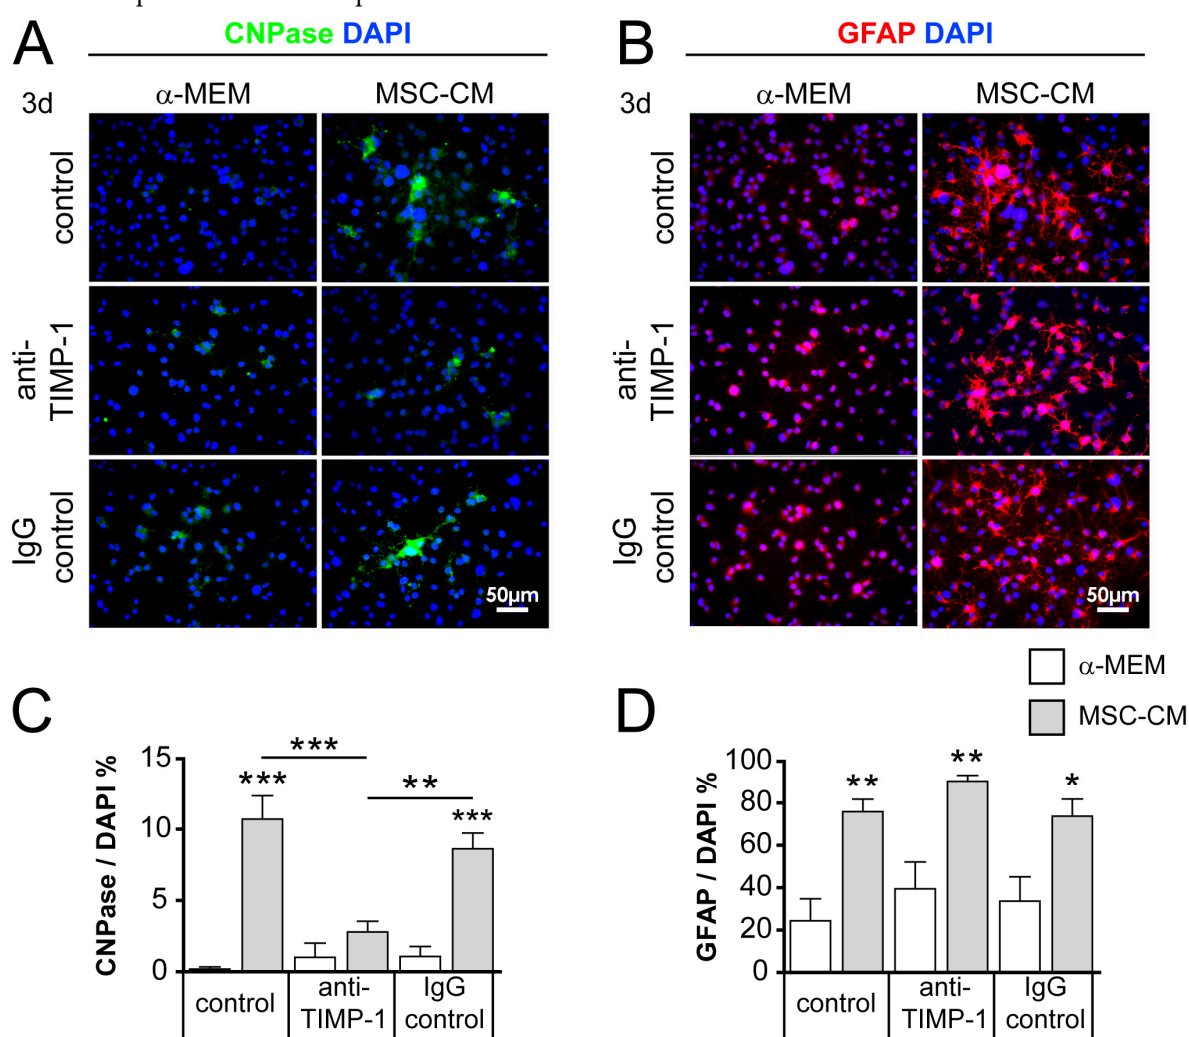 A
CNPase DAPI
3d
α-MEM
MSC-CM
control
anti-
TIMP-1
IgG
control
50µm
B
GFAP DAPI
3d
α-MEM
MSC-CM
control
anti-
TIMP-1
IgG
control
50µm
α-MEM
MSC-CM
C
CNPase / DAPI %
15
10
5
0
***
***
**
***
control
anti-
TIMP-1
IgG
control
D
GFAP / DAPI %
100
80
60
40
20
0
**
**
*
control
anti-
TIMP-1
IgG
control